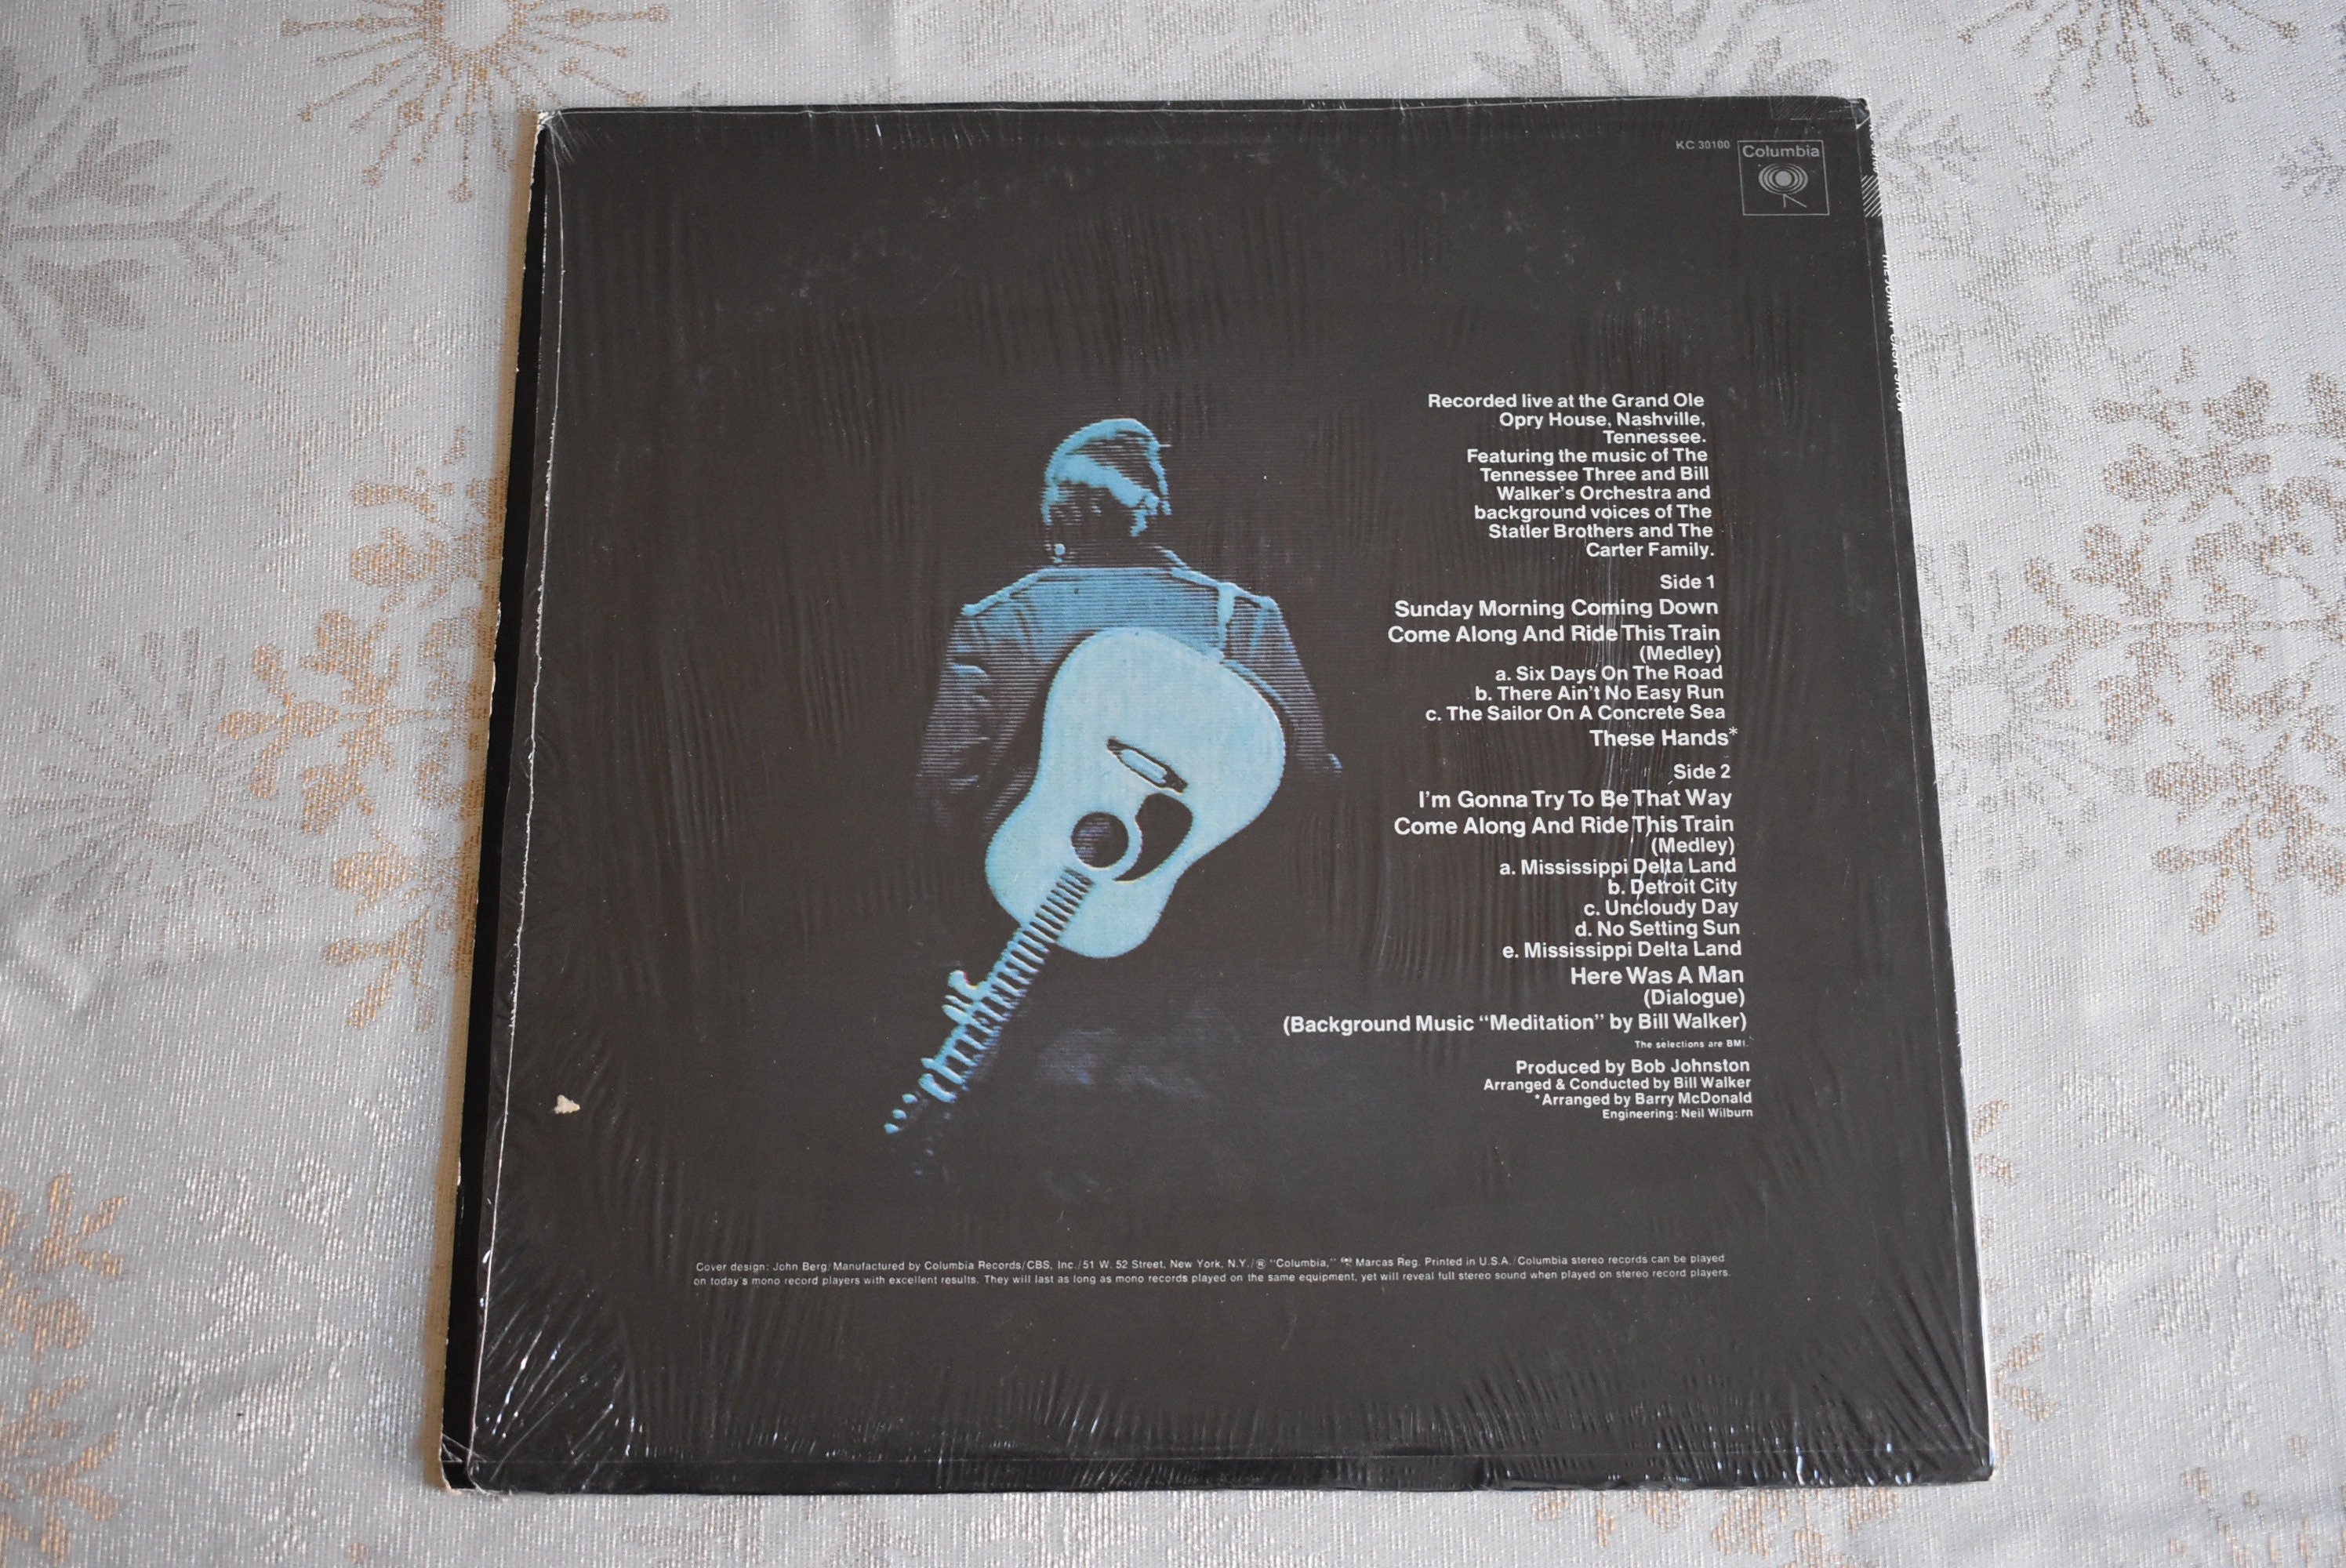 KC 30100
Columbia
THE JOHNNY CASH SHOW
Recorded live at the Grand Ole
Opry House, Nashville,
Tennessee.
Featuring the music of The
Tennessee Three and Bill
Walker's Orchestra and
background voices of The
Statler Brothers and The
Carter Family.
Side 1
Sunday Morning Coming Down
Come Along And Ride This Train
(Medley)
a. Six Days On The Road
b. There Ain't No Easy Run
c. The Sailor On A Concrete Sea
These Hands*
Side 2
I'm Gonna Try To Be That Way
Come Along And Ride This Train
(Medley)
a. Mississippi Delta Land
b. Detroit City
c. Uncloudy Day
d. No Setting Sun
e. Mississippi Delta Land
Here Was A Man
(Dialogue)
(Background Music "Meditation" by Bill Walker)
The selections are BMI.
Produced by Bob Johnston
Arranged & Conducted by Bill Walker
*Arranged by Barry McDonald
Engineering: Neil Wilburn
Cover design: John Berg/Manufactured by Columbia Records/CBS, Inc./51 W. 52 Street, New York, N.Y./® "Columbia," Marcas Reg. Printed in U.S.A./Columbia stereo records can be played
on today's mono record players with excellent results. They will last as long as mono records played on the same equipment, yet will reveal full stereo sound when played on stereo record players.